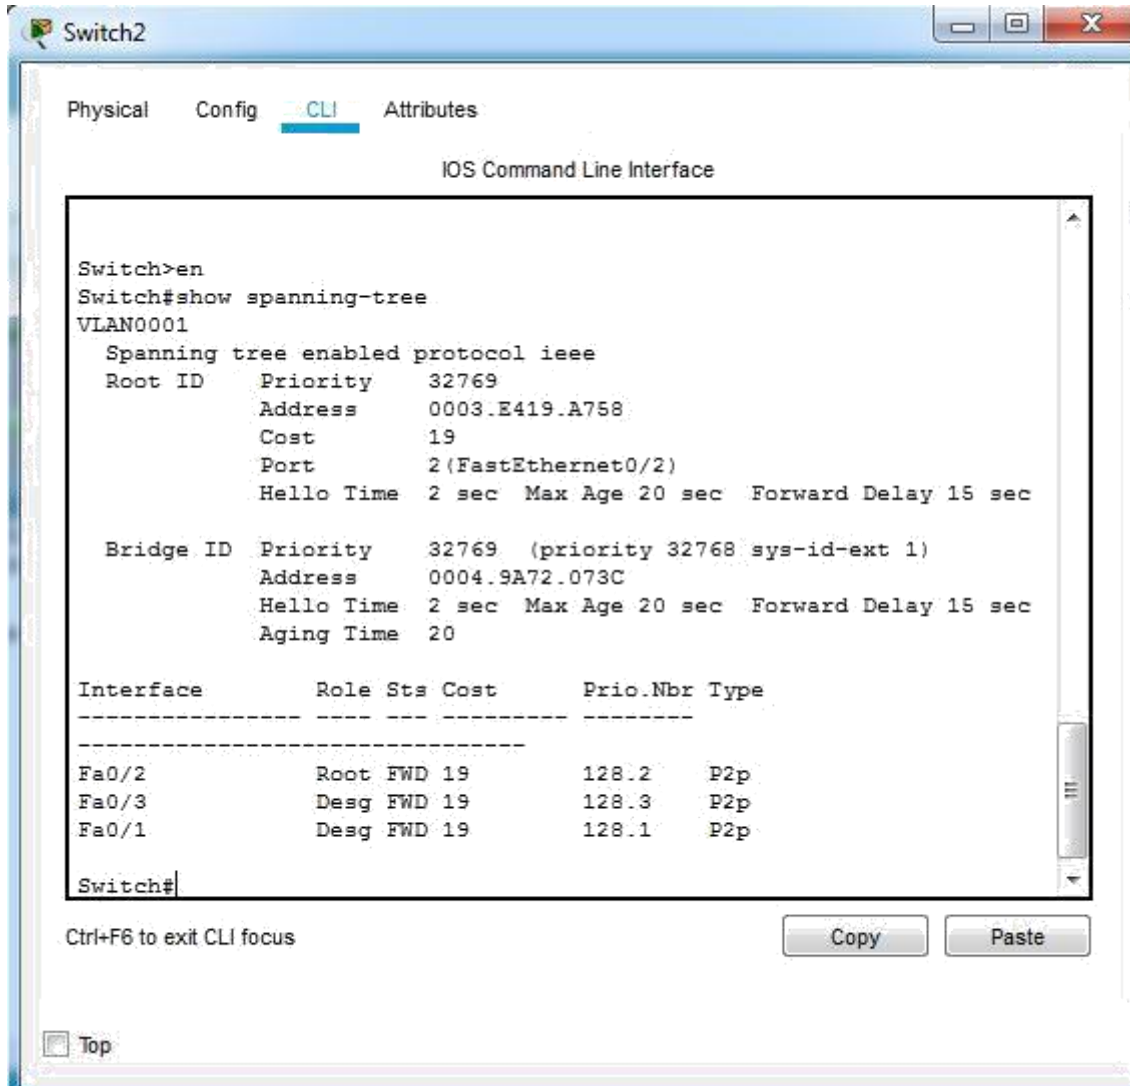 Switch2
Physical Config CLI Attributes
IOS Command Line Interface
Switch>en
Switch#show spanning-tree
VLAN0001
  Spanning tree enabled protocol ieee
  Root ID    Priority    32769
             Address     0003.E419.A758
             Cost        19
             Port        2(FastEthernet0/2)
             Hello Time  2 sec  Max Age 20 sec  Forward Delay 15 sec
  Bridge ID  Priority    32769  (priority 32768 sys-id-ext 1)
             Address     0004.9A72.073C
             Hello Time  2 sec  Max Age 20 sec  Forward Delay 15 sec
             Aging Time  20
Interface        Role Sts Cost      Prio.Nbr Type
---------------- ---- --- --------- --------
--------------------------------
Fa0/2            Root FWD 19        128.2    P2p
Fa0/3            Desg FWD 19        128.3    P2p
Fa0/1            Desg FWD 19        128.1    P2p
Switch#
Ctrl+F6 to exit CLI focus Copy Paste
Top